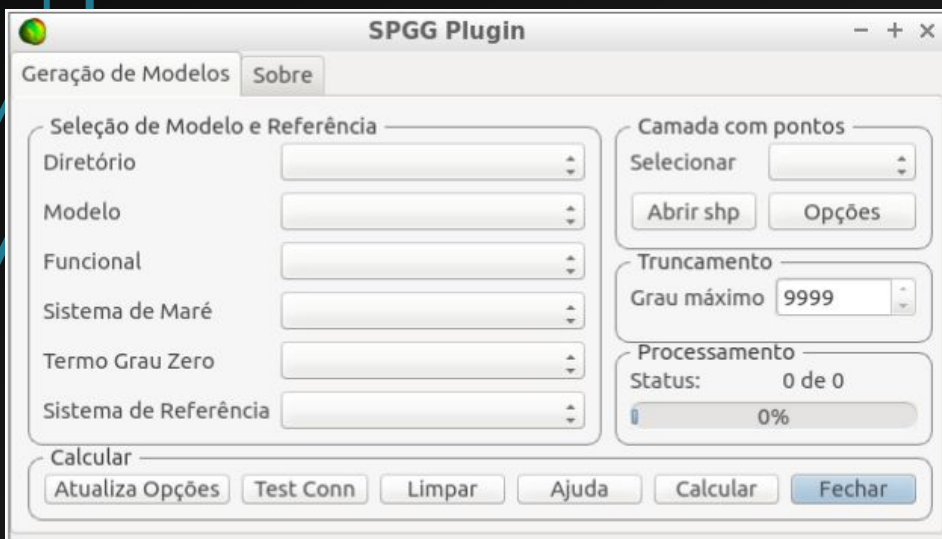 SPGG Plugin
Geração de Modelos Sobre
Seleção de Modelo e Referência
Diretório
Modelo
Funcional
Sistema de Maré
Termo Grau Zero
Sistema de Referência
Camada com pontos
Selecionar
Abrir shp Opções
Truncamento
Grau máximo 9999
Processamento
Status: 0 de 0
0%
Calcular
Atualiza Opções Test Conn Limpar Ajuda Calcular Fechar